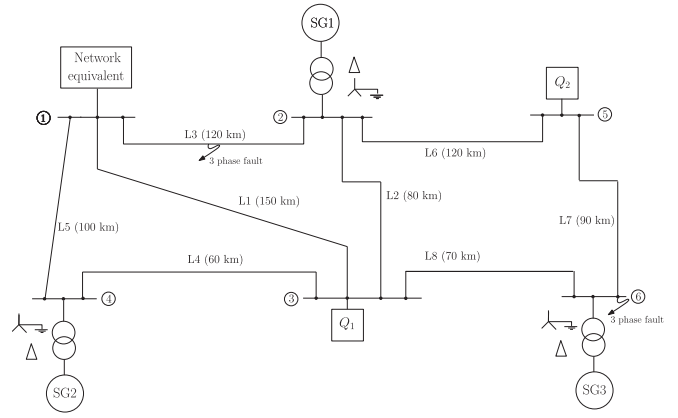 SG1
Network
equivalent
Q2
1
2
5
L3 (120 km)
3 phase fault
L6 (120 km)
L1 (150 km)
L2 (80 km)
L5 (100 km)
L7 (90 km)
L4 (60 km)
L8 (70 km)
4
3
6
Q1
3 phase fault
SG2
SG3